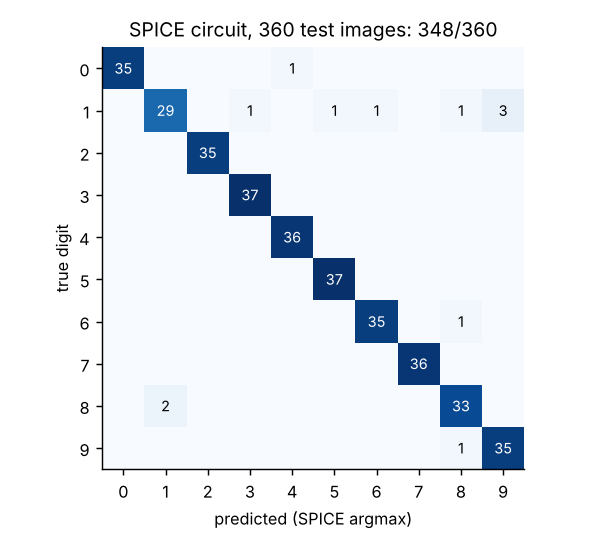 SPICE circuit, 360 test images: 348/360
0 35 1
1 29 1 1 1 1 3
2 35
3 37
4 36
5 37
6 35 1
7 36
8 2 33
9 1 35
true digit
0 1 2 3 4 5 6 7 8 9
predicted (SPICE argmax)